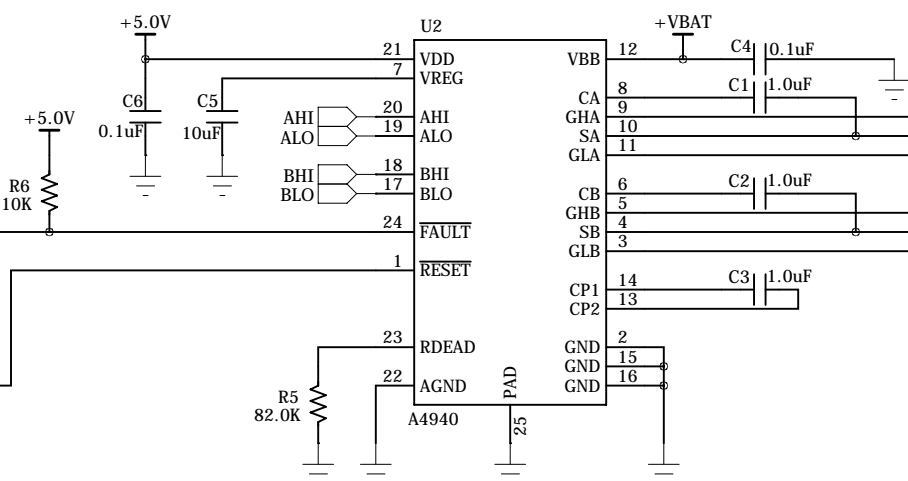 U2
+5.0V
+VBAT
21 VDD
7 VREG
VBB 12
C4 0.1uF
C1 1.0uF
CA 8
GHA 9
SA 10
GLA 11
C6
0.1uF
C5
10uF
AHI 20 AHI
ALO 19 ALO
+5.0V
BHI 18 BHI
BLO 17 BLO
R6
10K
CB 6
C2 1.0uF
GHB 5
SB 4
GLB 3
24 FAULT
1 RESET
CP1 14
C3 1.0uF
CP2 13
23 RDEAD
22 AGND
GND 2
GND 15
GND 16
R5
82.0K
PAD
25
A4940